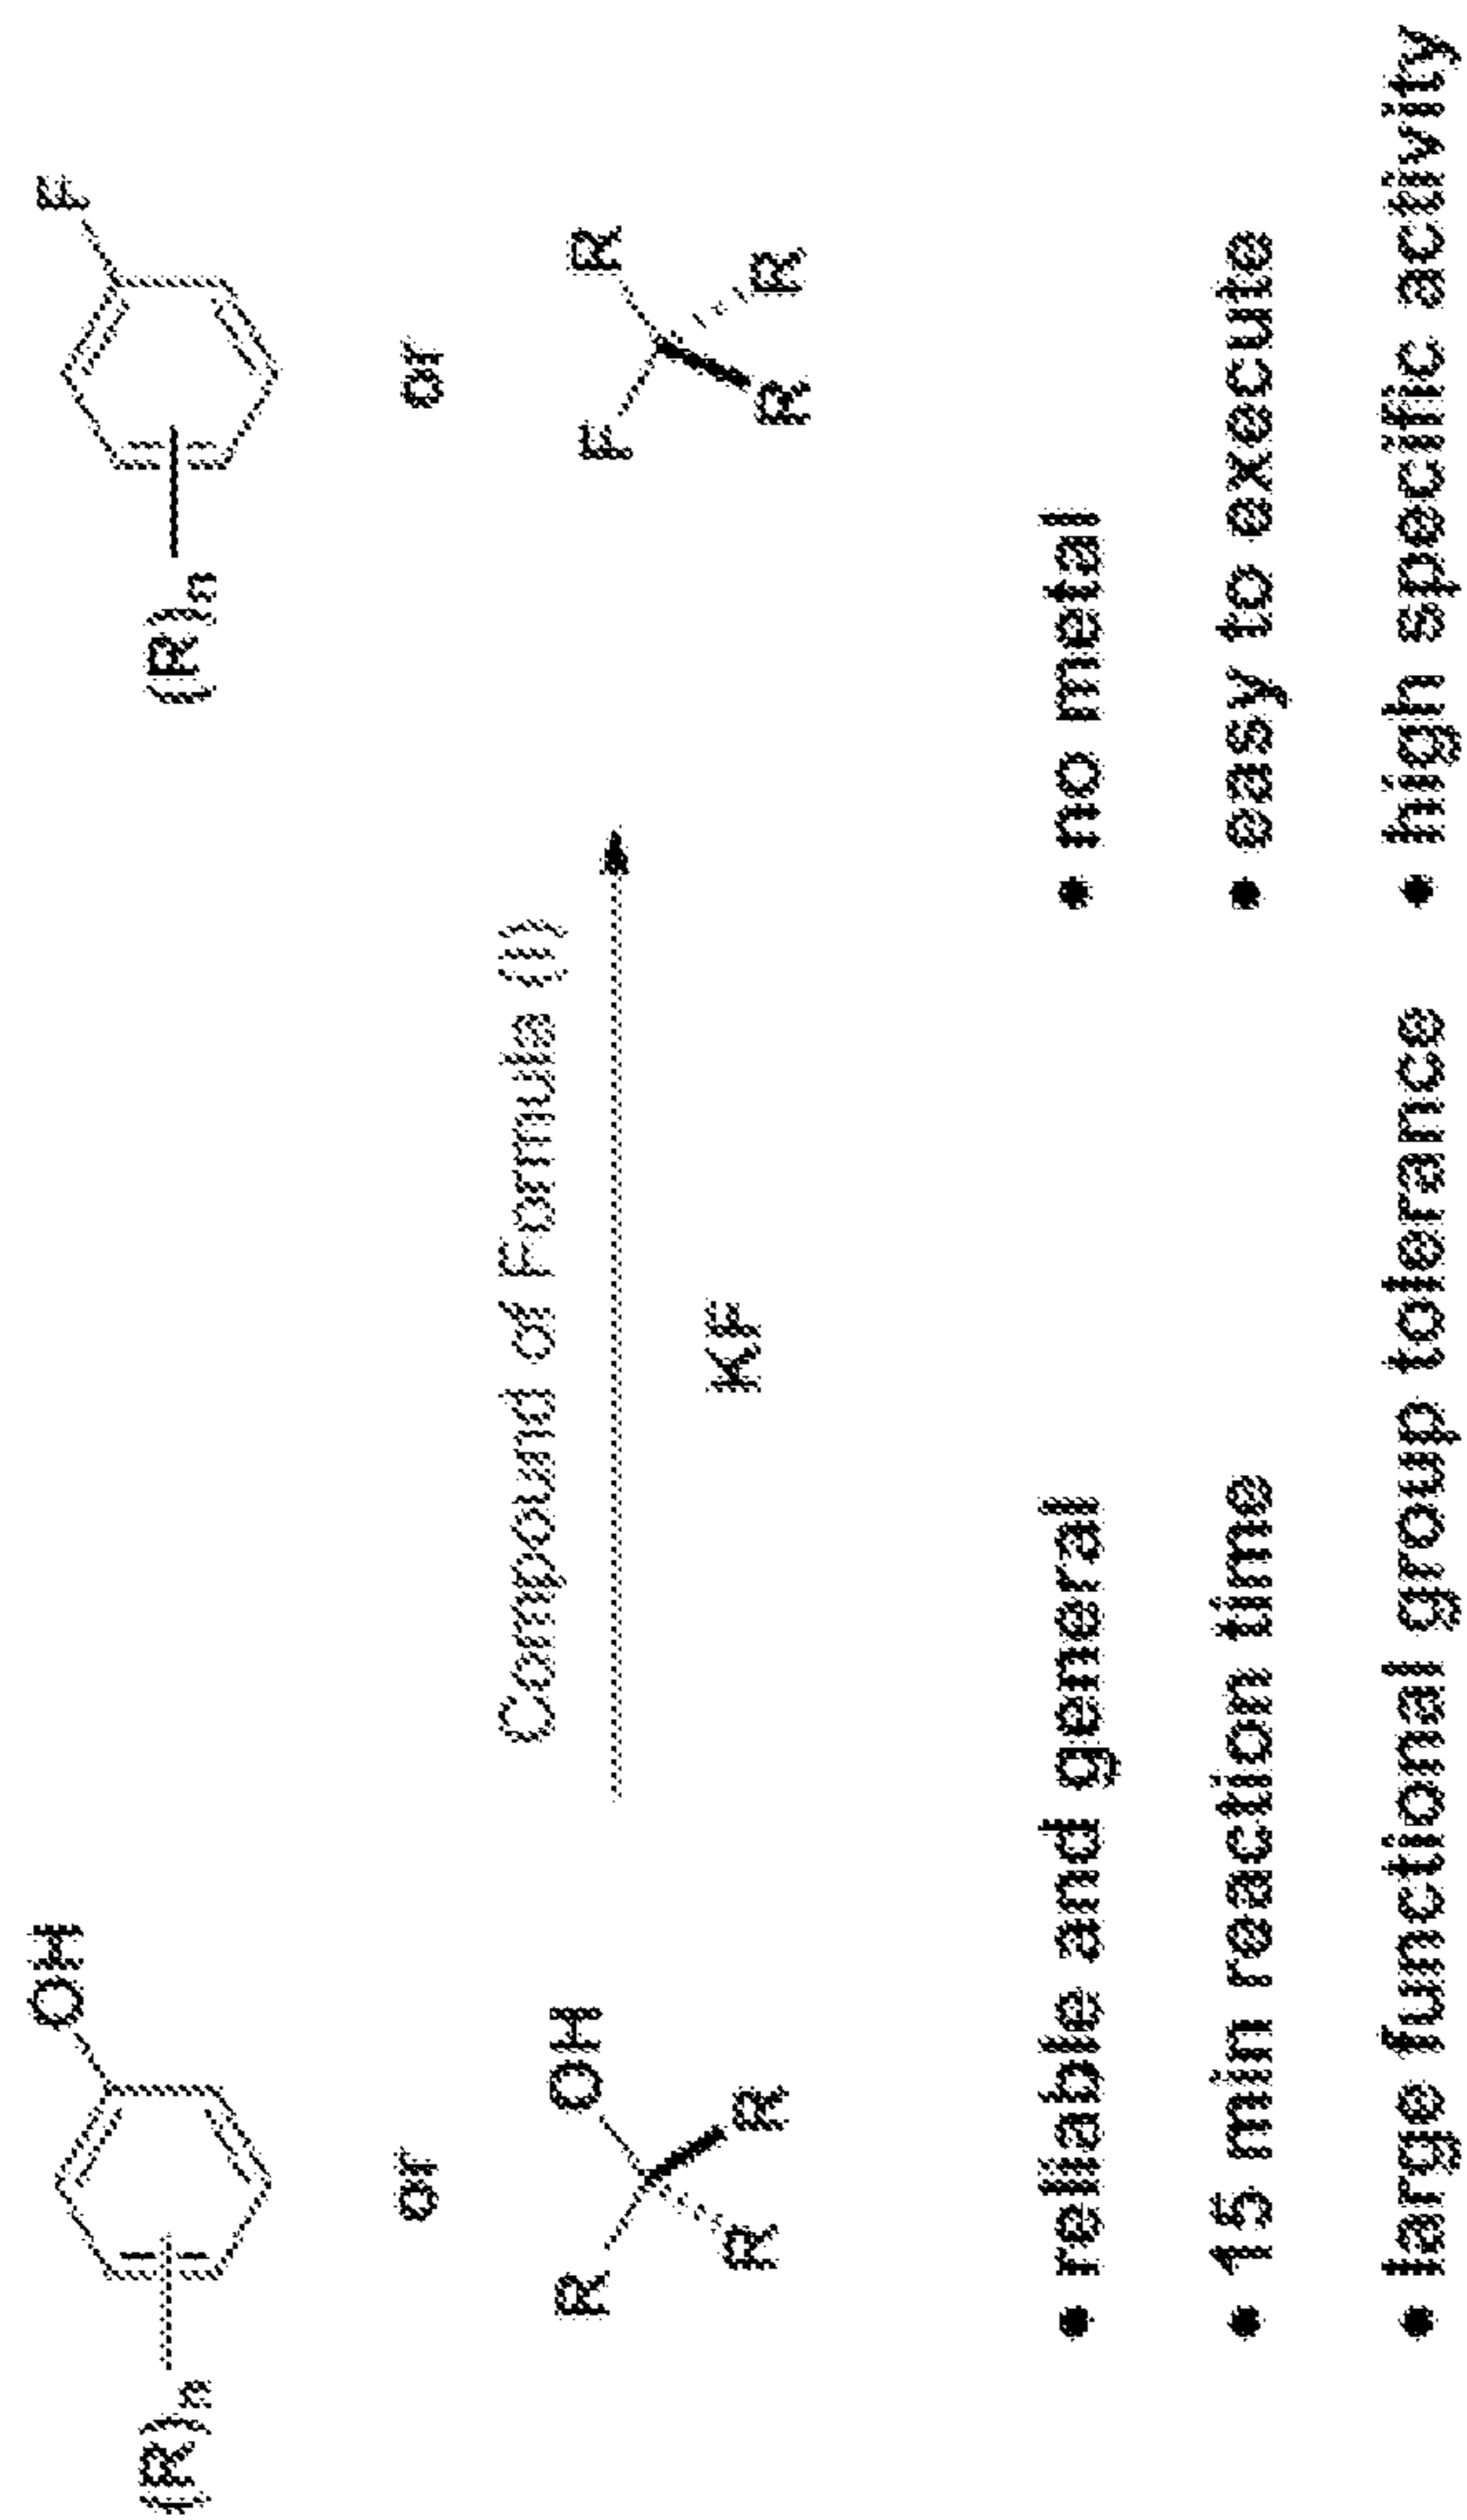 OH F
(R)n (R)n
or or
Compound of Formula (I)
R OH F R
KF
R R R R
• reliable and general • no metal
• 15 min reaction time • easy to execute
• large functional group tolerance • high specific activity